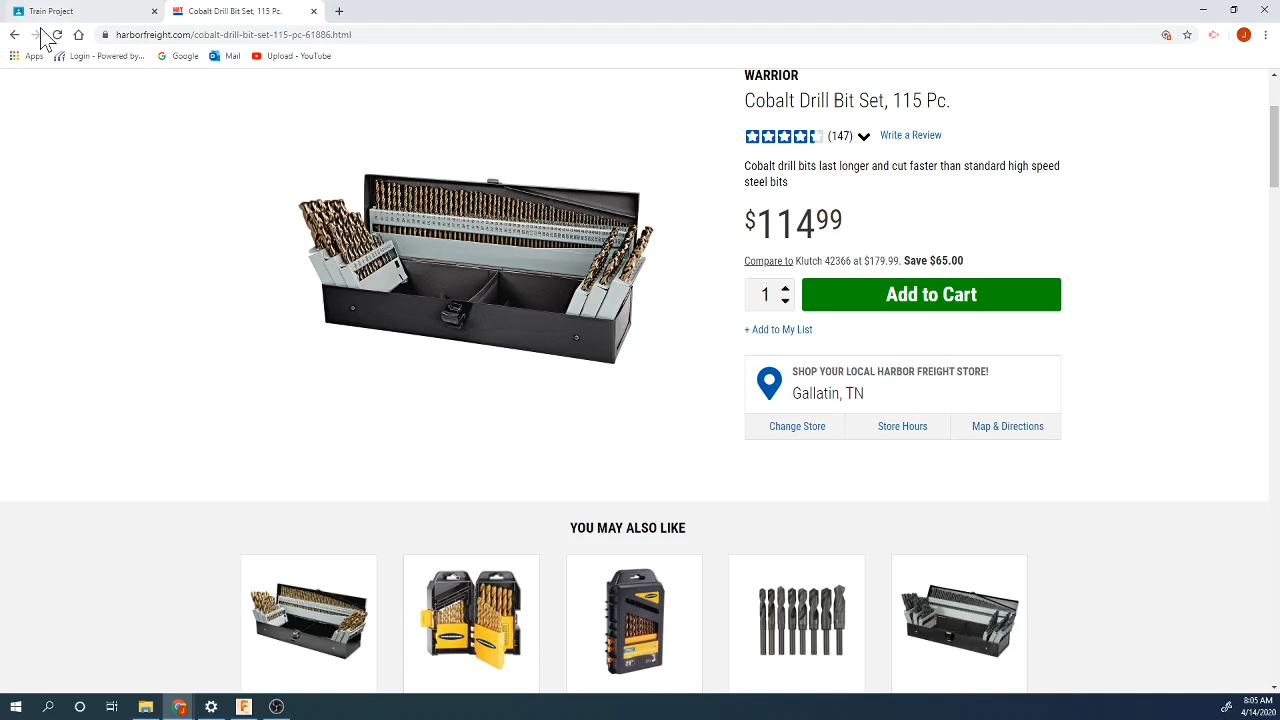 Train Project
Cobalt Drill Bit Set, 115 Pc.
harborfreight.com/cobalt-drill-bit-set-115-pc-61886.html
Apps
Login - Powered by...
Google
Mail
Upload - YouTube
WARRIOR
Cobalt Drill Bit Set, 115 Pc.
(147)
Write a Review
Cobalt drill bits last longer and cut faster than standard high speed
steel bits
$114 99
Compare to Klutch 42366 at $179.99. Save $65.00
1
Add to Cart
+ Add to My List
SHOP YOUR LOCAL HARBOR FREIGHT STORE!
Gallatin, TN
Change Store
Store Hours
Map & Directions
YOU MAY ALSO LIKE
8:05 AM
4/14/2020